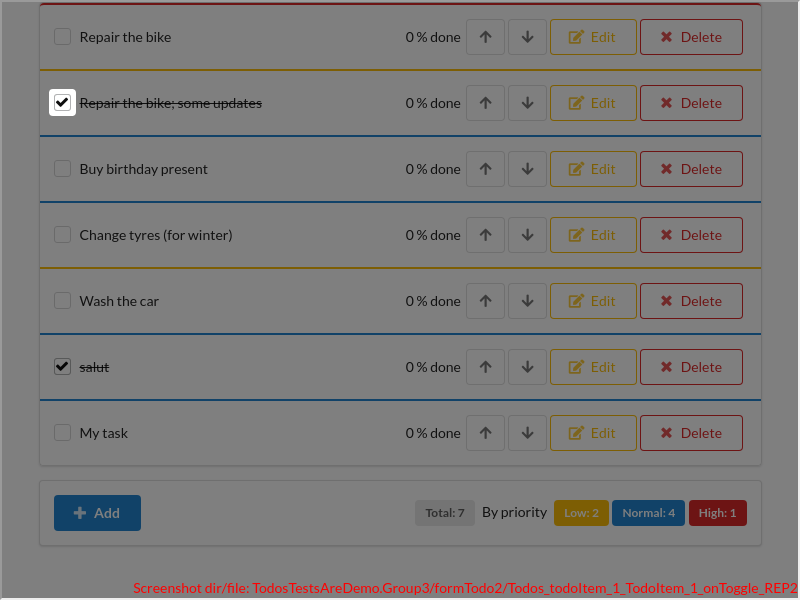 Repair the bike 0 % done Edit Delete
Repair the bike; some updates 0 % done Edit Delete
Buy birthday present 0 % done Edit Delete
Change tyres (for winter) 0 % done Edit Delete
Wash the car 0 % done Edit Delete
salut 0 % done Edit Delete
My task 0 % done Edit Delete
Add Total: 7 By priority Low: 2 Normal: 4 High: 1
Screenshot dir/file: TodosTestsAreDemo.Group3/formTodo2/Todos_todoItem_1_TodoItem_1_onToggle_REP2